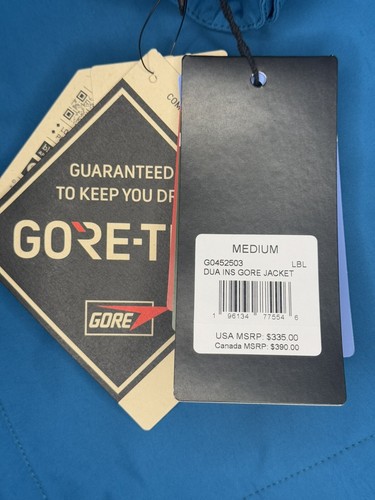 COM
GUARANTEED
TO KEEP YOU DR
GORE-T
GORE
MEDIUM
G0452503 LBL
DUA INS GORE JACKET
1 96134 77554 6
USA MSRP: $335.00
Canada MSRP: $390.00